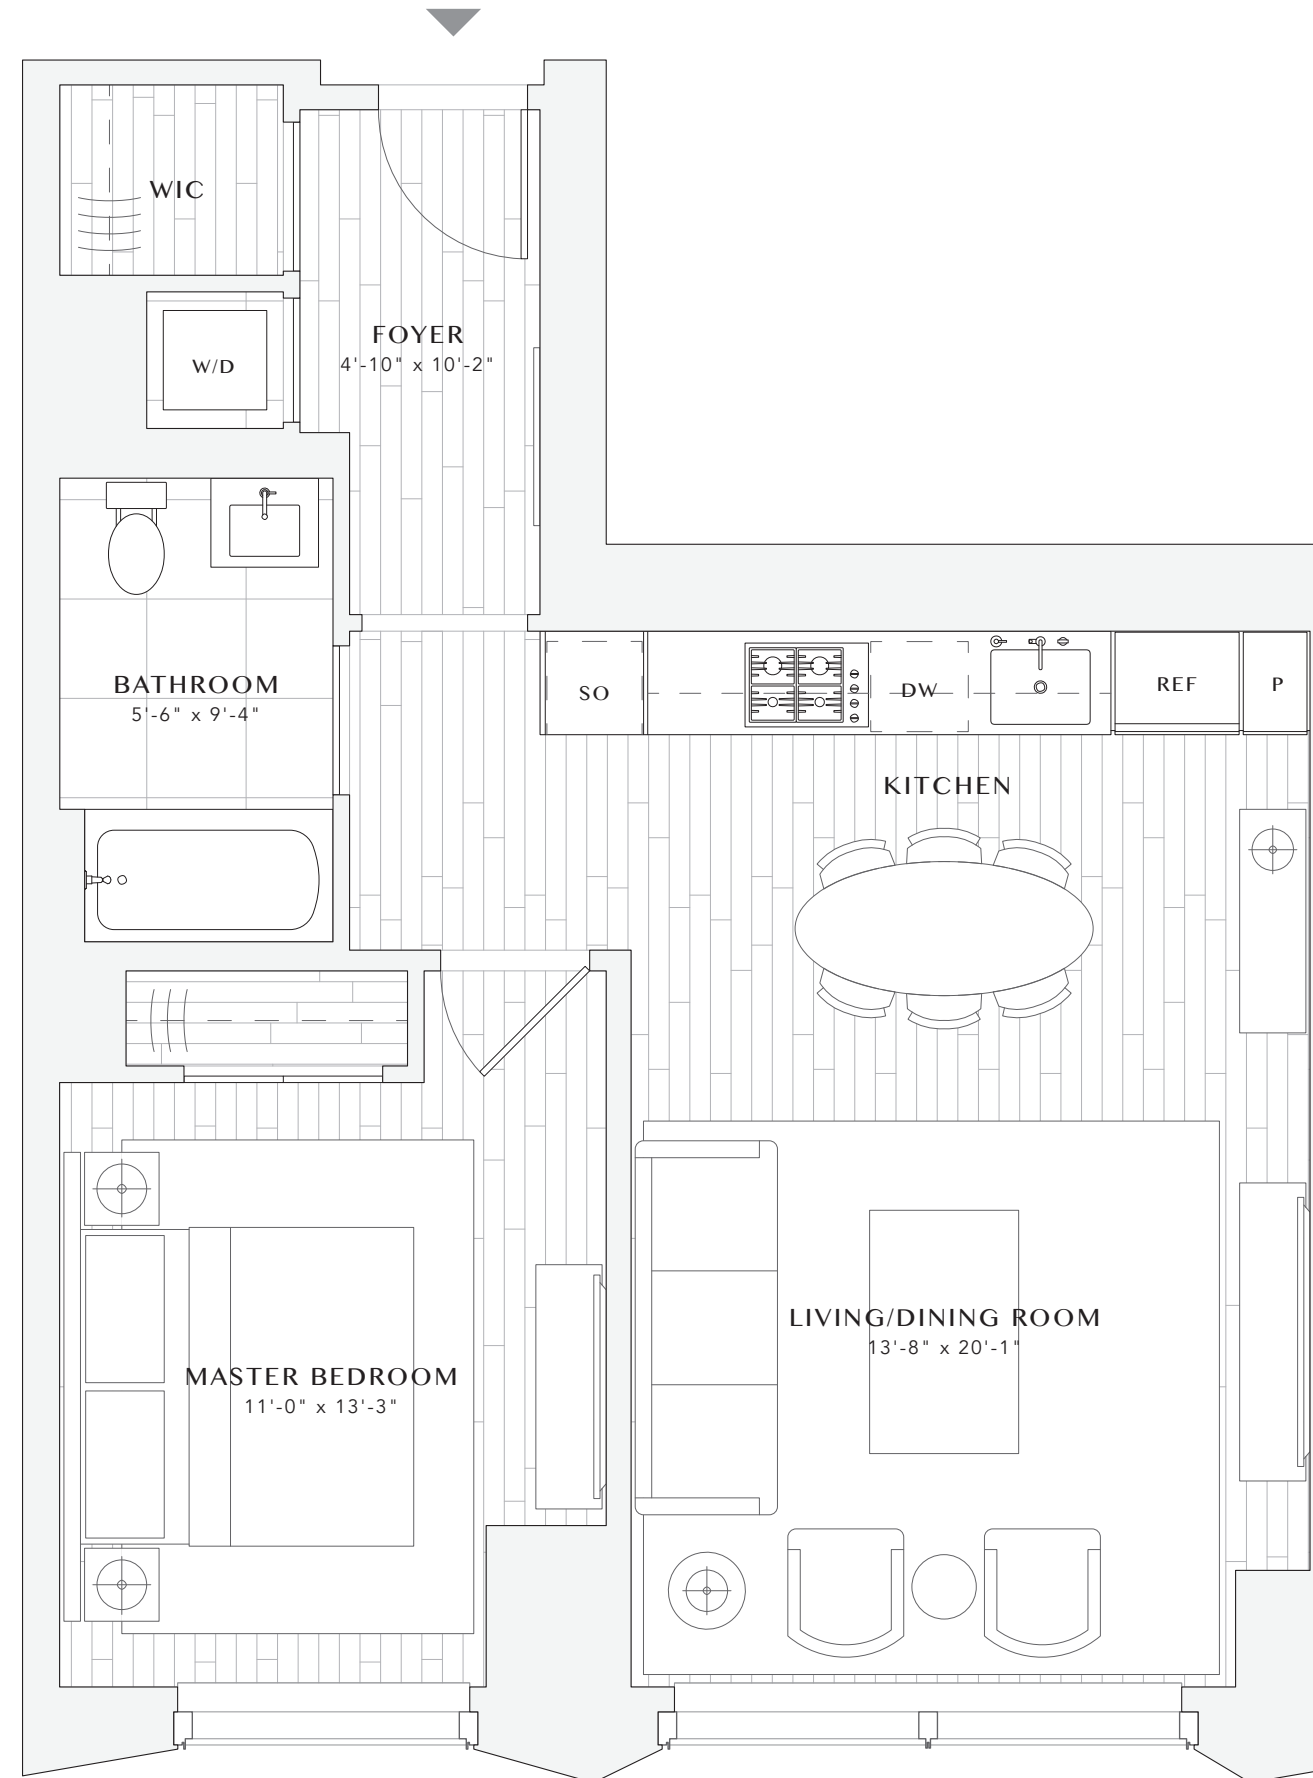 WIC
W/D
FOYER
4'-10" x 10'-2"
BATHROOM
5'-6" x 9'-4"
SO
DW
REF
P
KITCHEN
LIVING/DINING ROOM
13'-8" x 20'-1"
MASTER BEDROOM
11'-0" x 13'-3"